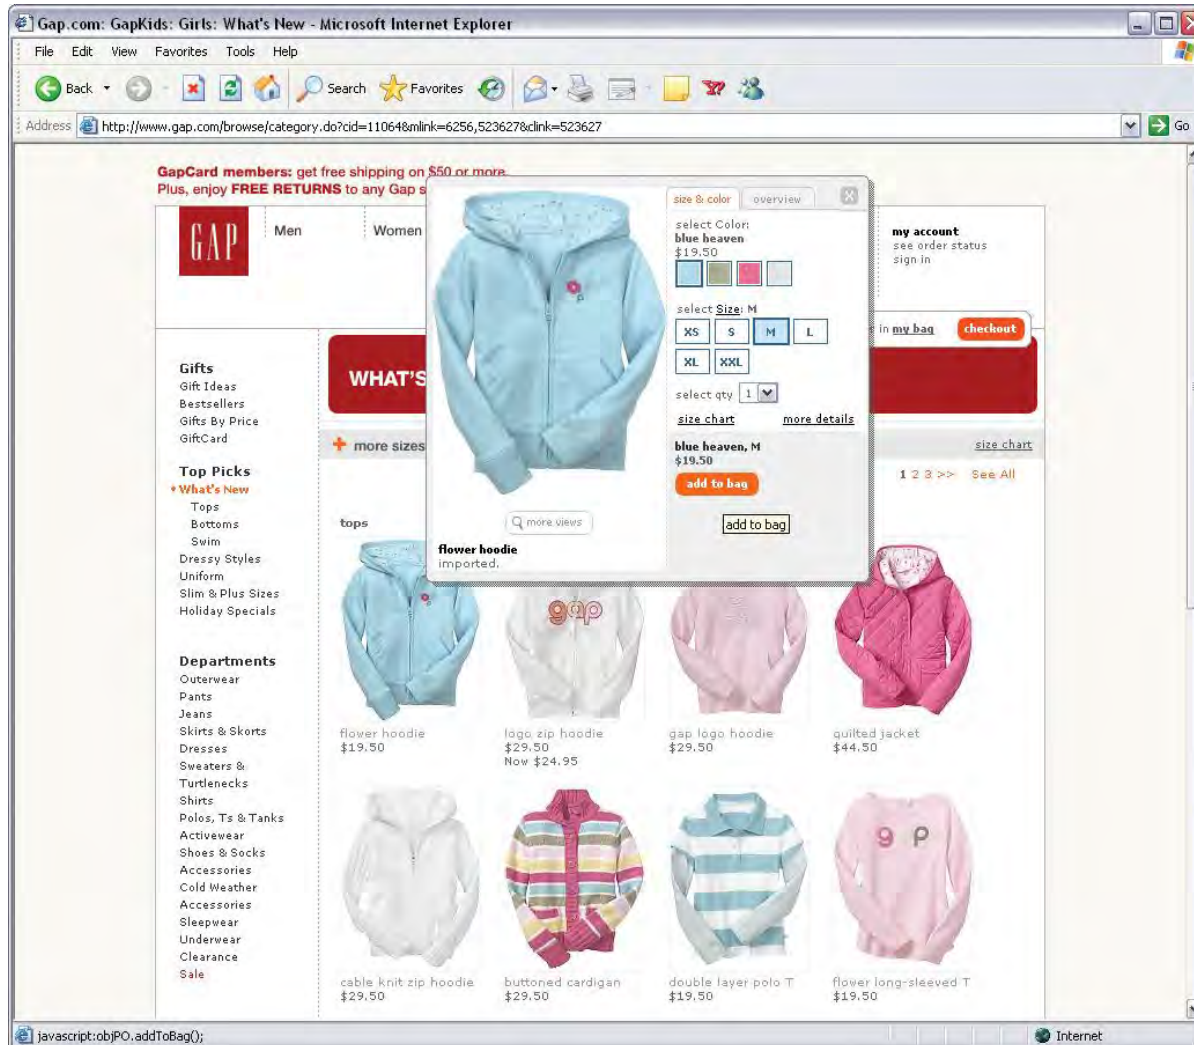 Gap.com: GapKids: Girls: What's New - Microsoft Internet Explorer
File Edit View Favorites Tools Help
Back Search Favorites
Address http://www.gap.com/browse/category.do?cid=11064&mlink=6256,523627&clink=523627 Go
GapCard members: get free shipping on $50 or more.
Plus, enjoy FREE RETURNS to any Gap s
GAP
Men Women
my account
see order status
sign in
in my bag checkout
size & color overview
select Color:
blue heaven
$19.50
select Size: M
XS S M L
XL XXL
select qty 1
size chart more details
blue heaven, M
$19.50
add to bag
add to bag
more views
flower hoodie
imported.
Gifts
Gift Ideas
Bestsellers
Gifts By Price
GiftCard
Top Picks
What's New
Tops
Bottoms
Swim
Dressy Styles
Uniform
Slim & Plus Sizes
Holiday Specials
Departments
Outerwear
Pants
Jeans
Skirts & Skorts
Dresses
Sweaters &
Turtlenecks
Shirts
Polos, Ts & Tanks
Activewear
Shoes & Socks
Accessories
Cold Weather
Accessories
Sleepwear
Underwear
Clearance
Sale
WHAT'S
+ more sizes size chart
1 2 3 >> See All
tops
gap
g P
flower hoodie
$19.50
logo zip hoodie
$29.50
Now $24.95
gap logo hoodie
$29.50
quilted jacket
$44.50
cable knit zip hoodie
$29.50
buttoned cardigan
$29.50
double layer polo T
$19.50
flower long-sleeved T
$19.50
javascript:objPO.addToBag(); Internet